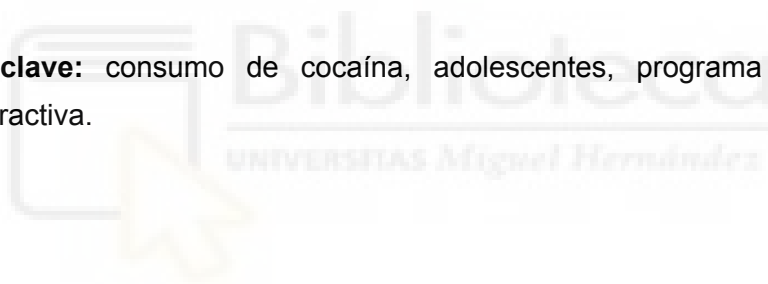 clave: consumo de cocaína, adolescentes, programa
ractiva.
Biblioteca
UNIVERSITAS Miguel Hernández